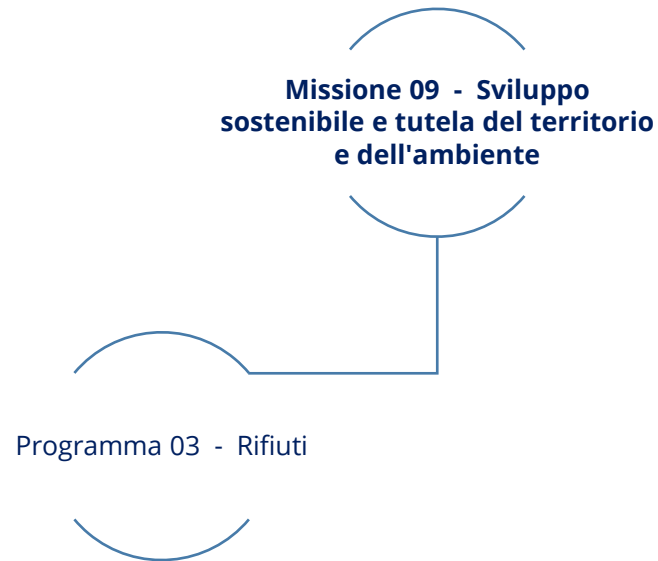 Missione 09  -  Sviluppo
sostenibile e tutela del territorio
e dell'ambiente
Programma 03  -  Rifiuti